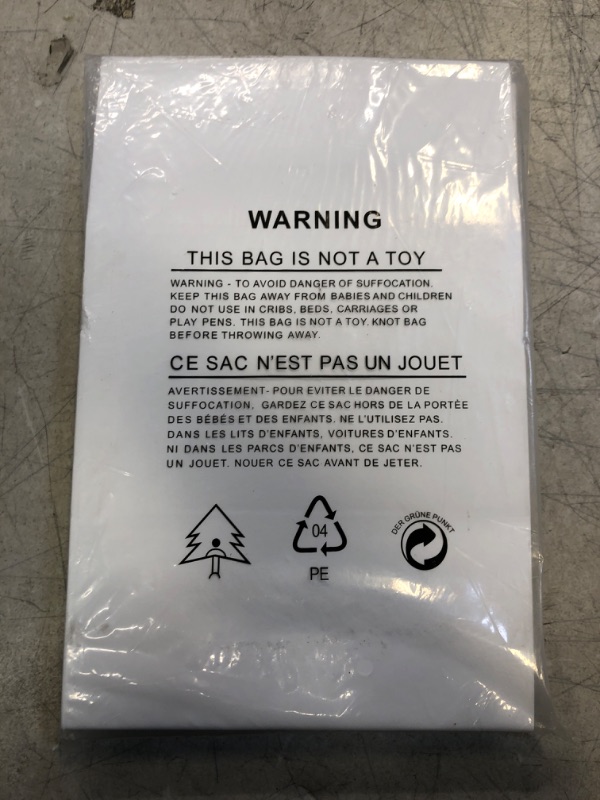 WARNING
THIS BAG IS NOT A TOY
WARNING - TO AVOID DANGER OF SUFFOCATION.
KEEP THIS BAG AWAY FROM BABIES AND CHILDREN
DO NOT USE IN CRIBS, BEDS, CARRIAGES OR
PLAY PENS. THIS BAG IS NOT A TOY. KNOT BAG
BEFORE THROWING AWAY.
CE SAC N'EST PAS UN JOUET
AVERTISSEMENT- POUR EVITER LE DANGER DE
SUFFOCATION, GARDEZ CE SAC HORS DE LA PORTÉE
DES BÉBÉS ET DES ENFANTS. NE L'UTILISEZ PAS.
DANS LES LITS D'ENFANTS, VOITURES D'ENFANTS.
NI DANS LES PARCS D'ENFANTS, CE SAC N'EST PAS
UN JOUET. NOUER CE SAC AVANT DE JETER.
04
PE
DER GRÜNE PUNKT